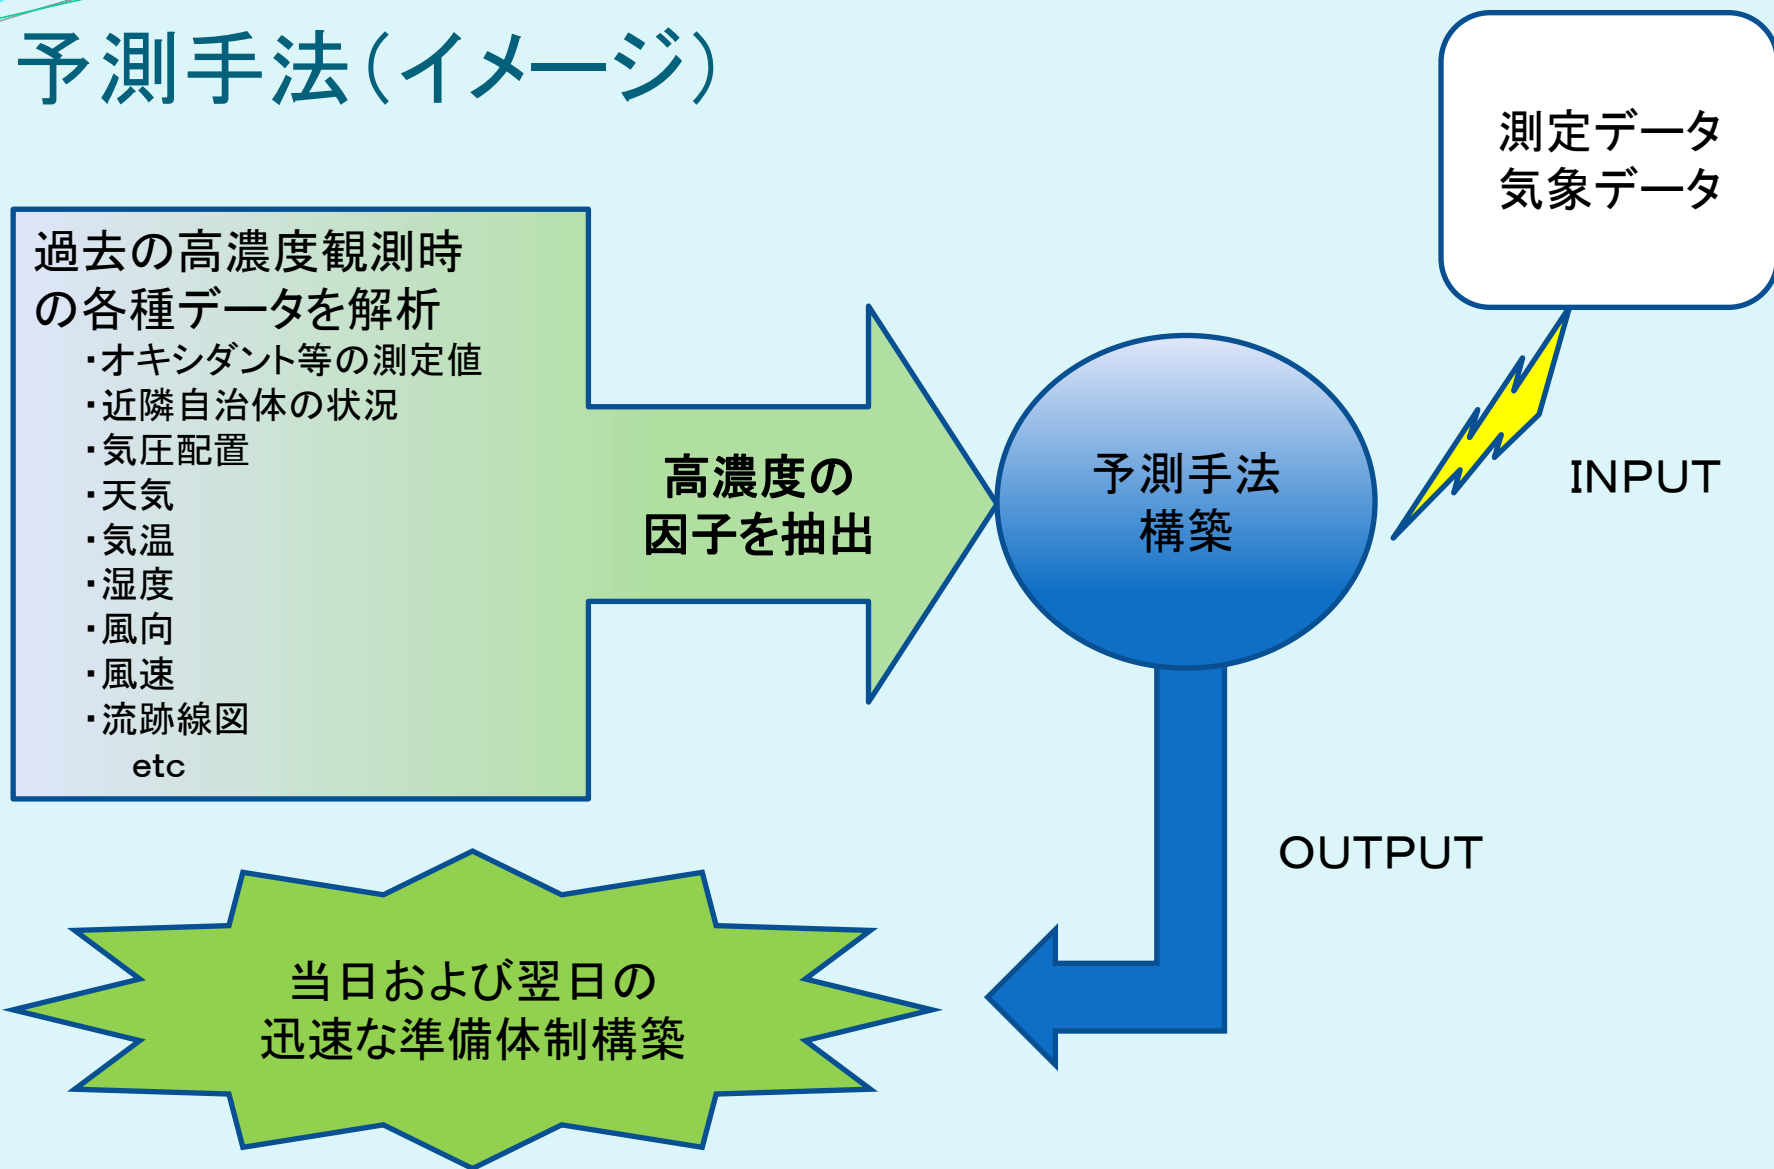 予測手法(イメージ)
測定データ
気象データ
過去の高濃度観測時
の各種データを解析
・オキシダント等の測定値
・近隣自治体の状況
・気圧配置
・天気
・気温
・湿度
・風向
・風速
・流跡線図
etc
高濃度の
因子を抽出
予測手法
構築
INPUT
OUTPUT
当日および翌日の
迅速な準備体制構築